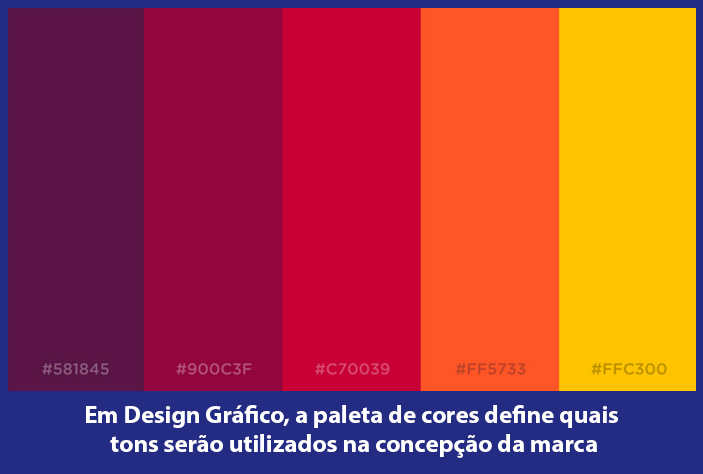 #581845 #900C3F #C70039 #FF5733 #FFC300
Em Design Gráfico, a paleta de cores define quais
tons serão utilizados na concepção da marca